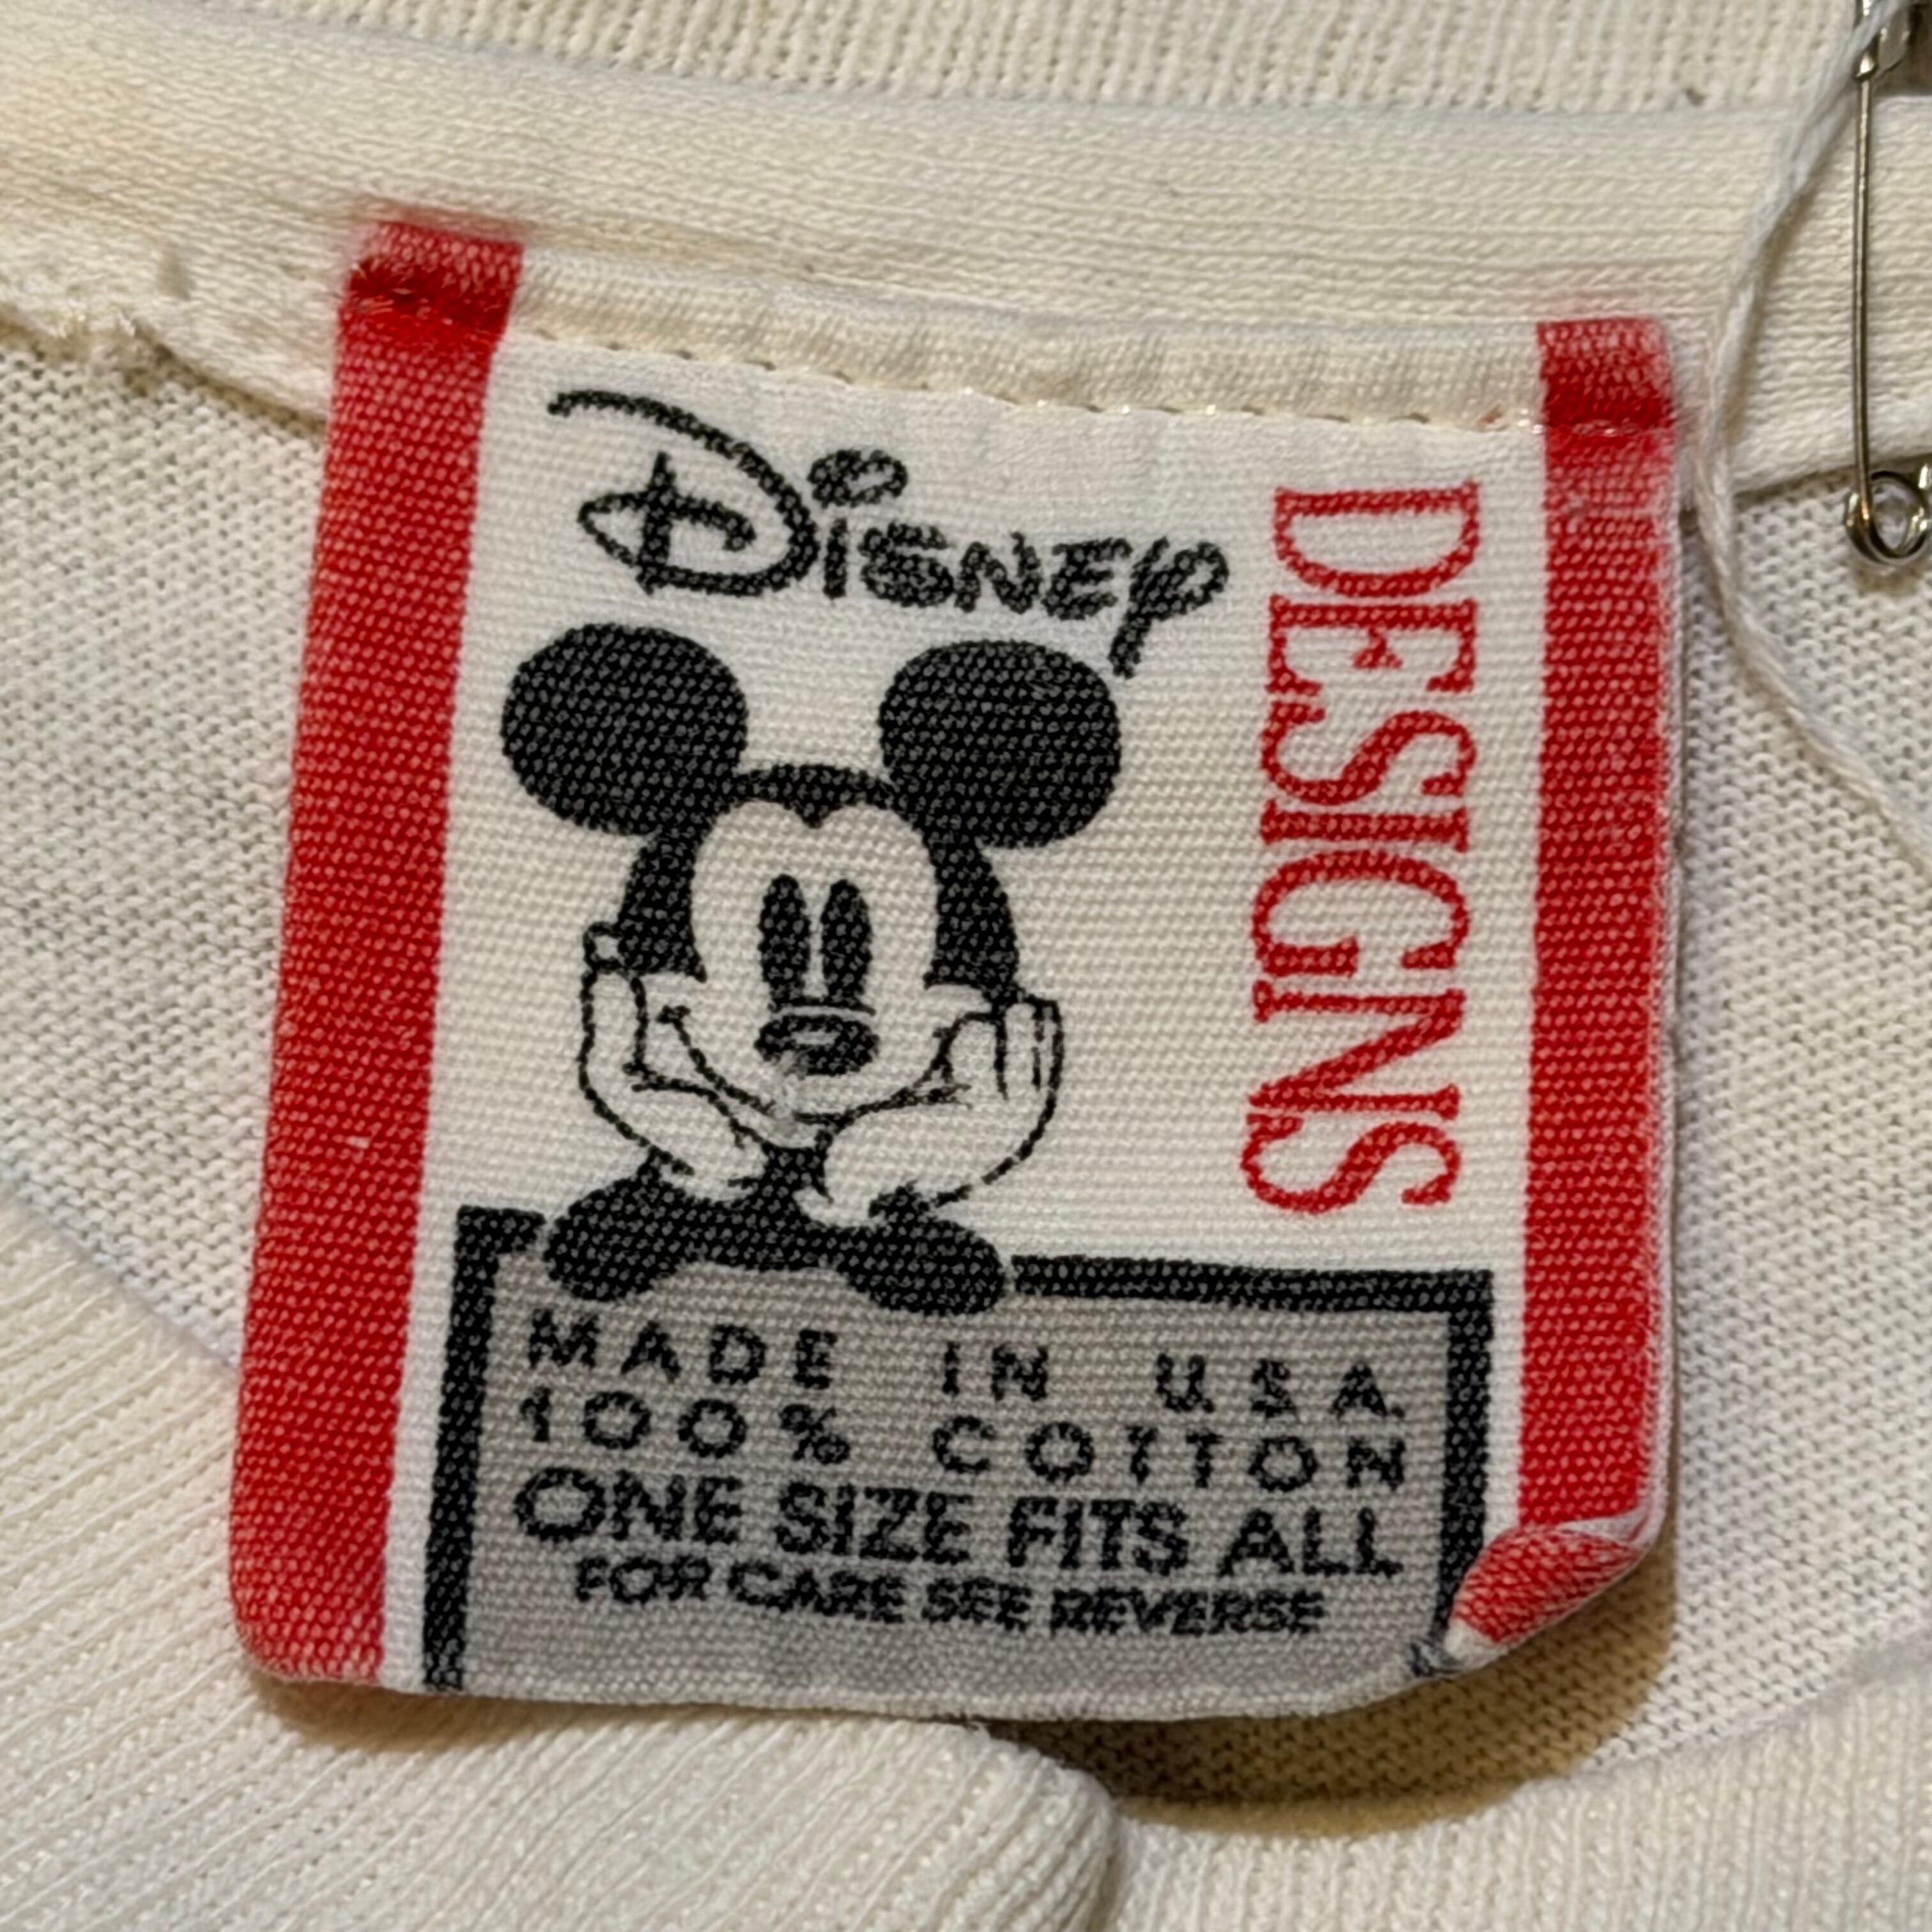 Disney
DESIGNS
MADE IN U.S.A.
100% COTTON
ONE SIZE FITS ALL
FOR CARE SEE REVERSE